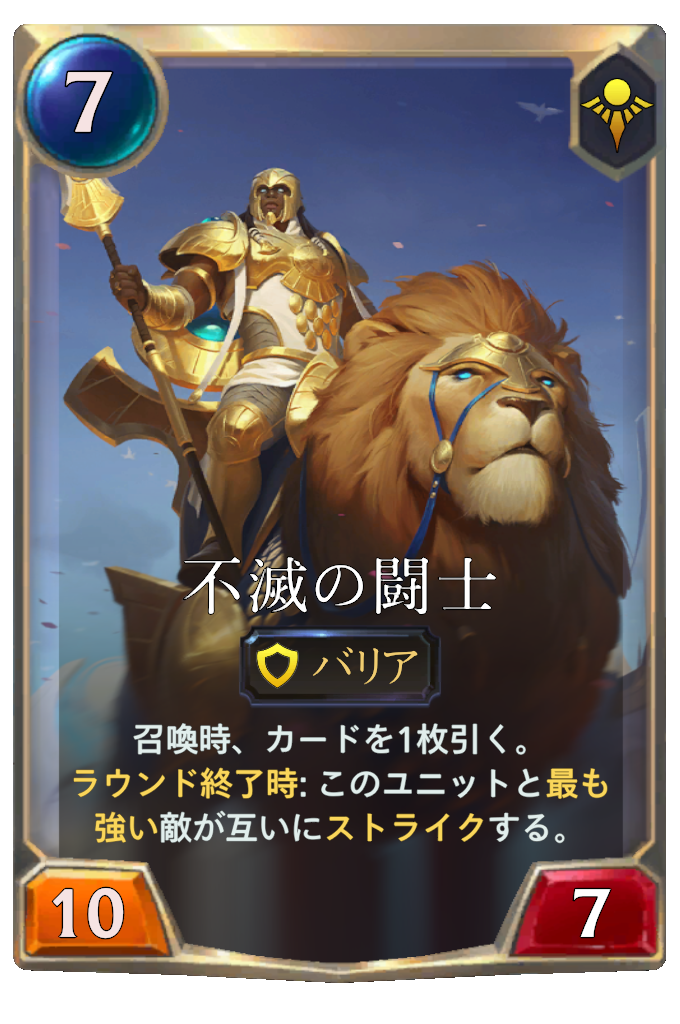 7
不滅の闘士
バリア
召喚時、カードを1枚引く。
ラウンド終了時: このユニットと最も
強い敵が互いにストライクする。
10
7